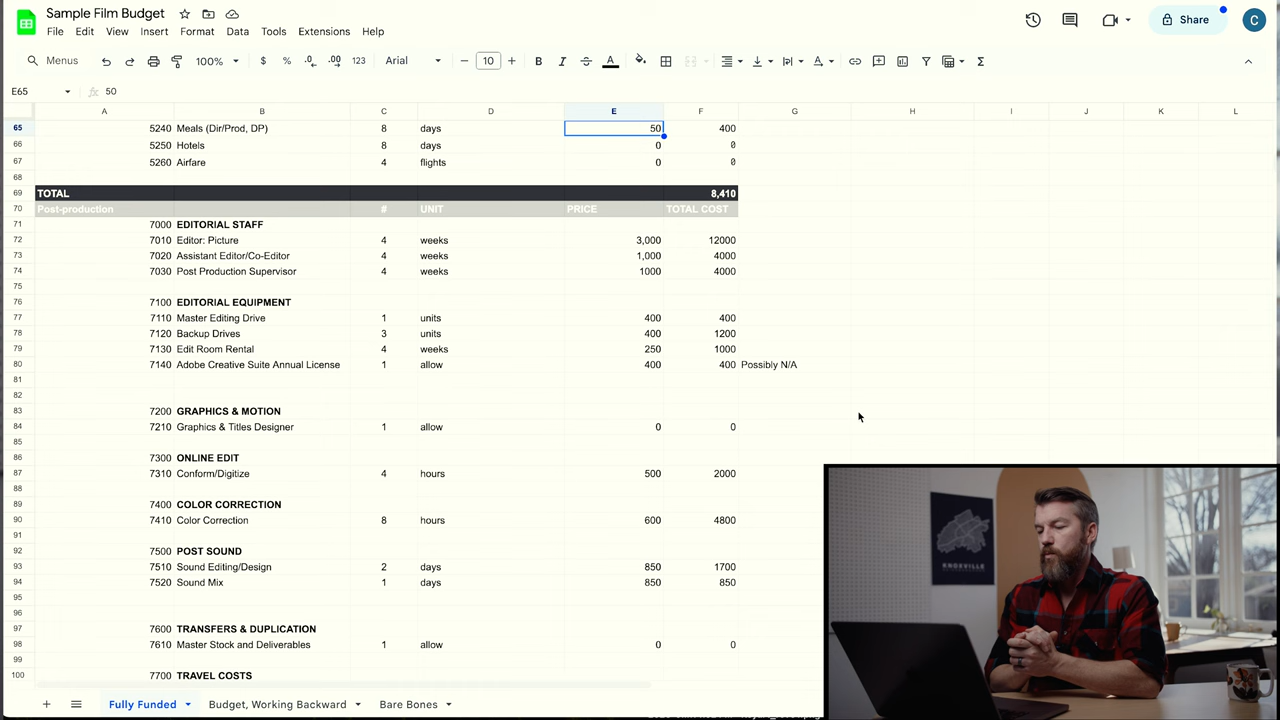 Sample Film Budget
File Edit View Insert Format Data Tools Extensions Help
Share
C
Menus 100% $ % .0 .00 123 Arial 10 B I A
E65 50
A B C D E F G H I J K L
65 5240 Meals (Dir/Prod, DP) 8 days 50 400
66 5250 Hotels 8 days 0 0
67 5260 Airfare 4 flights 0 0
68
69 TOTAL 8,410
70 Post-production # UNIT PRICE TOTAL COST
71 7000 EDITORIAL STAFF
72 7010 Editor: Picture 4 weeks 3,000 12000
73 7020 Assistant Editor/Co-Editor 4 weeks 1,000 4000
74 7030 Post Production Supervisor 4 weeks 1000 4000
75
76 7100 EDITORIAL EQUIPMENT
77 7110 Master Editing Drive 1 units 400 400
78 7120 Backup Drives 3 units 400 1200
79 7130 Edit Room Rental 4 weeks 250 1000
80 7140 Adobe Creative Suite Annual License 1 allow 400 400 Possibly N/A
81
82
83 7200 GRAPHICS & MOTION
84 7210 Graphics & Titles Designer 1 allow 0 0
85
86 7300 ONLINE EDIT
87 7310 Conform/Digitize 4 hours 500 2000
88
89 7400 COLOR CORRECTION
90 7410 Color Correction 8 hours 600 4800
91
92 7500 POST SOUND
93 7510 Sound Editing/Design 2 days 850 1700
94 7520 Sound Mix 1 days 850 850
95
96
97 7600 TRANSFERS & DUPLICATION
98 7610 Master Stock and Deliverables 1 allow 0 0
99
100 7700 TRAVEL COSTS
Fully Funded Budget, Working Backward Bare Bones
KNOXVILLE